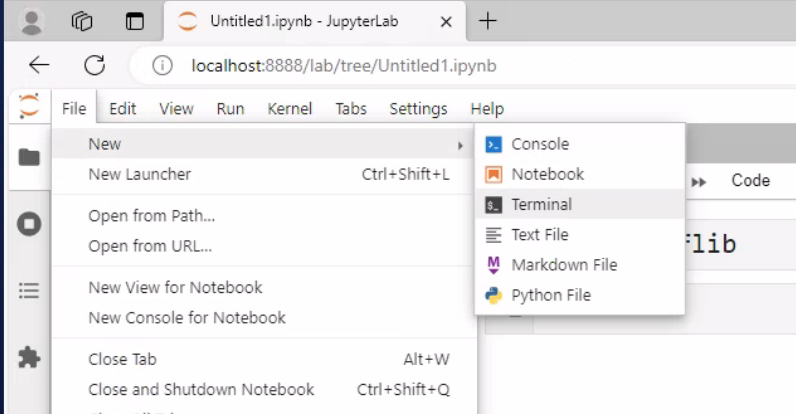 Untitled1.ipynb - JupyterLab
localhost:8888/lab/tree/Untitled1.ipynb
File Edit View Run Kernel Tabs Settings Help
New
New Launcher Ctrl+Shift+L
Open from Path...
Open from URL...
New View for Notebook
New Console for Notebook
Close Tab Alt+W
Close and Shutdown Notebook Ctrl+Shift+Q
Console
Notebook
Terminal
Text File
Markdown File
Python File
Code
flib